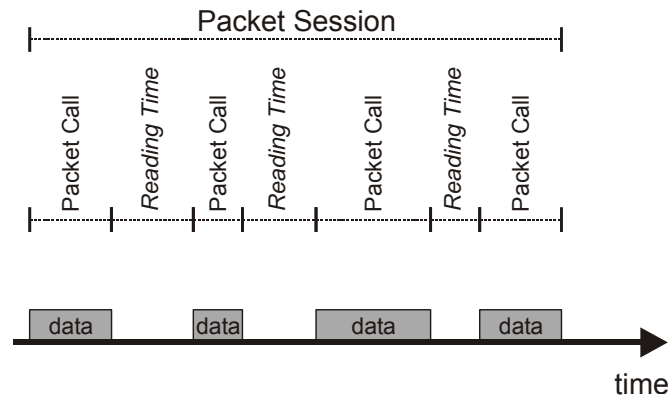 Packet Session
Packet Call
Reading Time
Packet Call
Reading Time
Packet Call
Reading Time
Packet Call
data
data
data
data
time